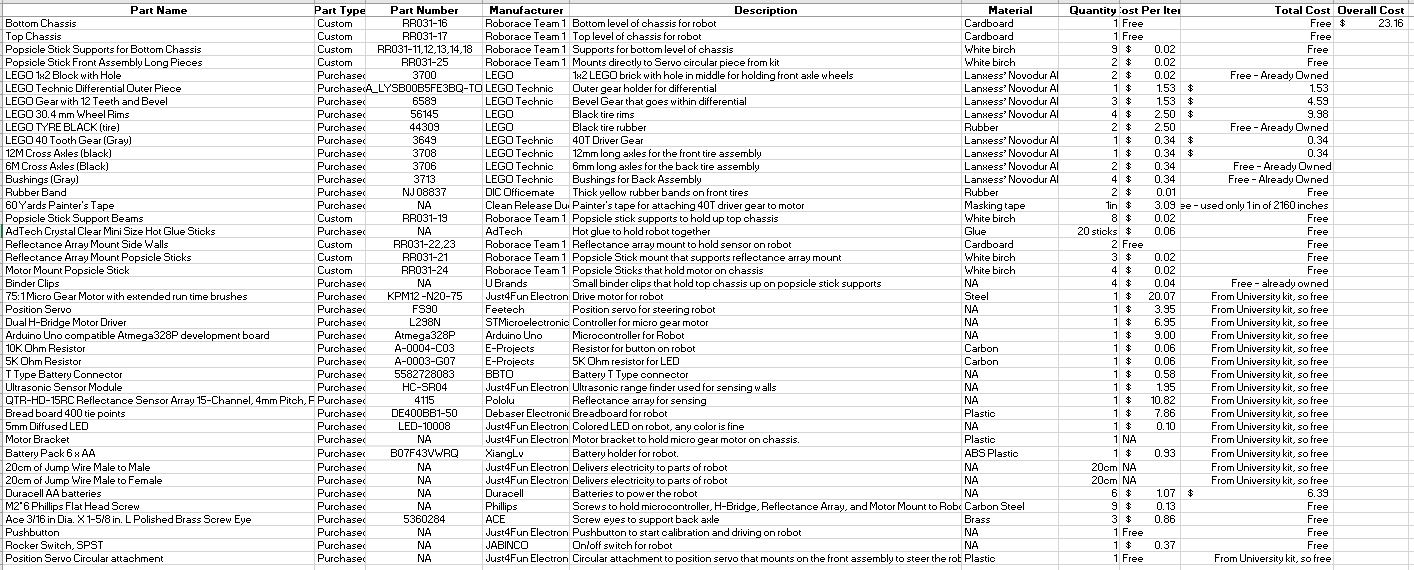 Part Name Part Type Part Number Manufacturer Description Material Quantity Cost Per Iter Total Cost Overall Cost
Bottom Chassis Custom RR031-16 Roborace Team 1 Bottom level of chassis for robot Cardboard 1 Free Free $ 23.16
Top Chassis Custom RR031-17 Roborace Team 1 Top level of chassis for robot Cardboard 1 Free Free
Popsicle Stick Supports for Bottom Chassis Custom RR031-11,12,13,14,18 Roborace Team 1 Supports for bottom level of chassis White birch 9 $ 0.02 Free
Popsicle Stick Front Assembly Long Pieces Custom RR031-25 Roborace Team 1 Mounts directly to Servo circular piece from kit White birch 2 $ 0.02 Free
LEGO 1x2 Block with Hole Purchased 3700 LEGO 1x2 LEGO brick with hole in middle for holding front axle wheels Lanxess' Novodur Al 2 $ 0.02 Free - Aready Owned
LEGO Technic Differential Outer Piece Purchased A_LYSB00B5FE3BQ-TO LEGO Technic Outer gear holder for differential Lanxess' Novodur Al 1 $ 1.53 $ 1.53
LEGO Gear with 12 Teeth and Bevel Purchased 6589 LEGO Technic Bevel Gear that goes within differential Lanxess' Novodur Al 3 $ 1.53 $ 4.59
LEGO 30.4 mm Wheel Rims Purchased 56145 LEGO Black tire rims Lanxess' Novodur Al 4 $ 2.50 $ 9.98
LEGO TYRE BLACK (tire) Purchased 44309 LEGO Black tire rubber Rubber 2 $ 2.50 Free - Aready Owned
LEGO 40 Tooth Gear (Gray) Purchased 3649 LEGO Technic 40T Driver Gear Lanxess' Novodur Al 1 $ 0.34 $ 0.34
12M Cross Axles (black) Purchased 3708 LEGO Technic 12mm long axles for the front tire assembly Lanxess' Novodur Al 1 $ 0.34 $ 0.34
6M Cross Axles (Black) Purchased 3706 LEGO Technic 6mm long axles for the back tire assembly Lanxess' Novodur Al 2 $ 0.34 Free - Aready Owned
Bushings (Gray) Purchased 3713 LEGO Technic Bushings for Back Assembly Lanxess' Novodur Al 4 $ 0.34 Free - Already Owned
Rubber Band Purchased NJ 08837 DIC Officemate Thick yellow rubber bands on front tires Rubber 2 $ 0.01 Free
60 Yards Painter's Tape Purchased NA Clean Release Du Painter's tape for attaching 40T driver gear to motor Masking tape 1in $ 3.09 ee - used only 1 in of 2160 inches
Popsicle Stick Support Beams Custom RR031-19 Roborace Team 1 Popsicle stick supports to hold up top chassis White birch 8 $ 0.02 Free
AdTech Crystal Clear Mini Size Hot Glue Sticks Purchased NA AdTech Hot glue to hold robot together Glue 20 sticks $ 0.06 Free
Reflectance Array Mount Side Walls Custom RR031-22,23 Roborace Team 1 Reflectance array mount to hold sensor on robot Cardboard 2 Free Free
Reflectance Array Mount Popsicle Sticks Custom RR031-21 Roborace Team 1 Popsicle Stick mount that supports reflectance array mount White birch 3 $ 0.02 Free
Motor Mount Popsicle Stick Custom RR031-24 Roborace Team 1 Popsicle Sticks that hold motor on chassis White birch 4 $ 0.02 Free
Binder Clips Purchased NA U Brands Small binder clips that hold top chassis up on popsicle stick supports NA 4 $ 0.04 Free - already owned
75:1 Micro Gear Motor with extended run time brushes Purchased KPM12 -N20-75 Just4Fun Electron Drive motor for robot Steel 1 $ 20.07 From University kit, so free
Position Servo Purchased FS90 Feetech Position servo for steering robot NA 1 $ 3.95 From University kit, so free
Dual H-Bridge Motor Driver Purchased L298N STMicroelectronic Controller for micro gear motor NA 1 $ 6.95 From University kit, so free
Arduino Uno compatible Atmega328P development board Purchased Atmega328P Arduino Uno Microcontroller for Robot NA 1 $ 9.00 From University kit, so free
10K Ohm Resistor Purchased A-0004-C03 E-Projects Resistor for button on robot Carbon 1 $ 0.06 From University kit, so free
5K Ohm Resistor Purchased A-0003-G07 E-Projects 5K Ohm resistor for LED Carbon 1 $ 0.06 From University kit, so free
T Type Battery Connector Purchased 5582728083 BBTO Battery T Type connector NA 1 $ 0.58 From University kit, so free
Ultrasonic Sensor Module Purchased HC-SR04 Just4Fun Electron Ultrasonic range finder used for sensing walls NA 1 $ 1.95 From University kit, so free
QTR-HD-15RC Reflectance Sensor Array 15-Channel, 4mm Pitch, F Purchased 4115 Pololu Reflectance array for sensing NA 1 $ 10.82 From University kit, so free
Bread board 400 tie points Purchased DE400BB1-50 Debaser Electronic Breadboard for robot Plastic 1 $ 7.86 From University kit, so free
5mm Diffused LED Purchased LED-10008 Just4Fun Electron Colored LED on robot, any color is fine NA 1 $ 0.10 From University kit, so free
Motor Bracket Purchased NA Just4Fun Electron Motor bracket to hold micro gear motor on chassis. Plastic 1 NA From University kit, so free
Battery Pack 6 x AA Purchased B07F43VWRQ XiangLv Battery holder for robot. ABS Plastic 1 $ 0.93 From University kit, so free
20cm of Jump Wire Male to Male Purchased NA Just4Fun Electron Delivers electricity to parts of robot NA 20cm NA From University kit, so free
20cm of Jump Wire Male to Female Purchased NA Just4Fun Electron Delivers electricity to parts of robot NA 20cm NA From University kit, so free
Duracell AA batteries Purchased NA Duracell Batteries to power the robot NA 6 $ 1.07 $ 6.39
M2*6 Phillips Flat Head Screw Purchased NA Phillips Screws to hold microcontroller, H-Bridge, Reflectance Array, and Motor Mount to Robo Carbon Steel 9 $ 0.13 Free
Ace 3/16 in Dia. X 1-5/8 in. L Polished Brass Screw Eye Purchased 5360284 ACE Screw eyes to support back axle Brass 3 $ 0.86 Free
Pushbutton Purchased NA Just4Fun Electron Pushbutton to start calibration and driving on robot NA 1 Free Free
Rocker Switch, SPST Purchased NA JABINCO On/off switch for robot NA 1 $ 0.37 Free
Position Servo Circular attachment Purchased NA Just4Fun Electron Circular attachment to position servo that mounts on the front assembly to steer the rob Plastic 1 Free From University kit, so free